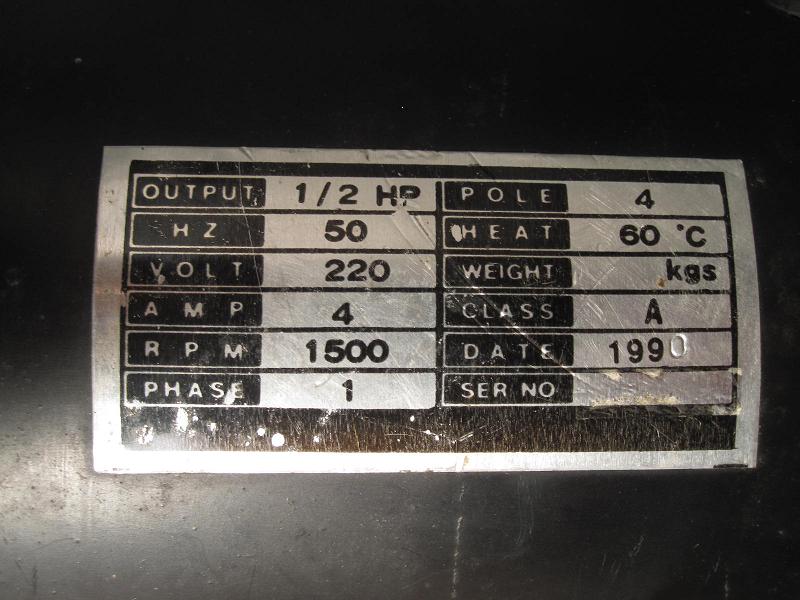 OUTPUT 1/2 HP POLE 4
HZ 50 HEAT 60 °C
VOLT 220 WEIGHT kgs
AMP 4 CLASS A
RPM 1500 DATE 1990
PHASE 1 SER NO